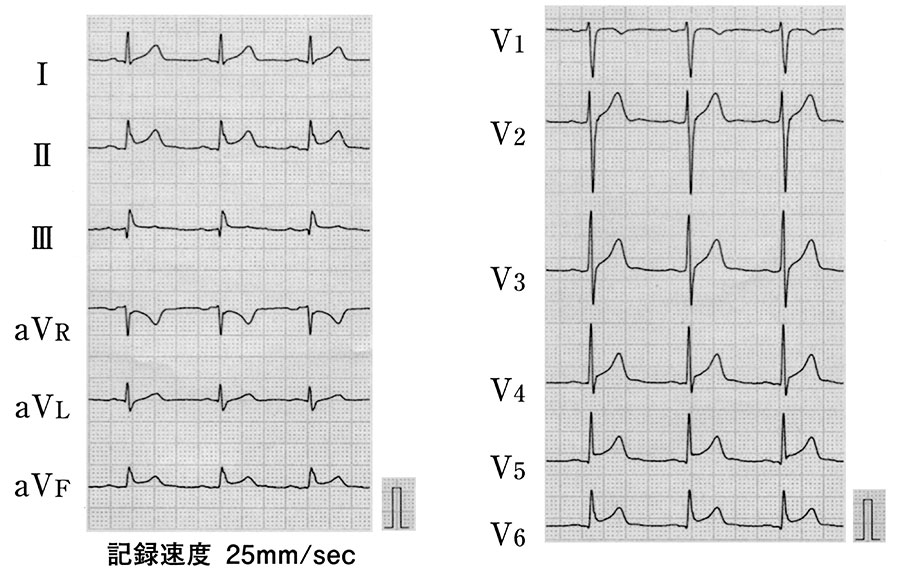 Ⅰ
Ⅱ
Ⅲ
aVR
aVL
aVF
記録速度 25mm/sec
V1
V2
V3
V4
V5
V6